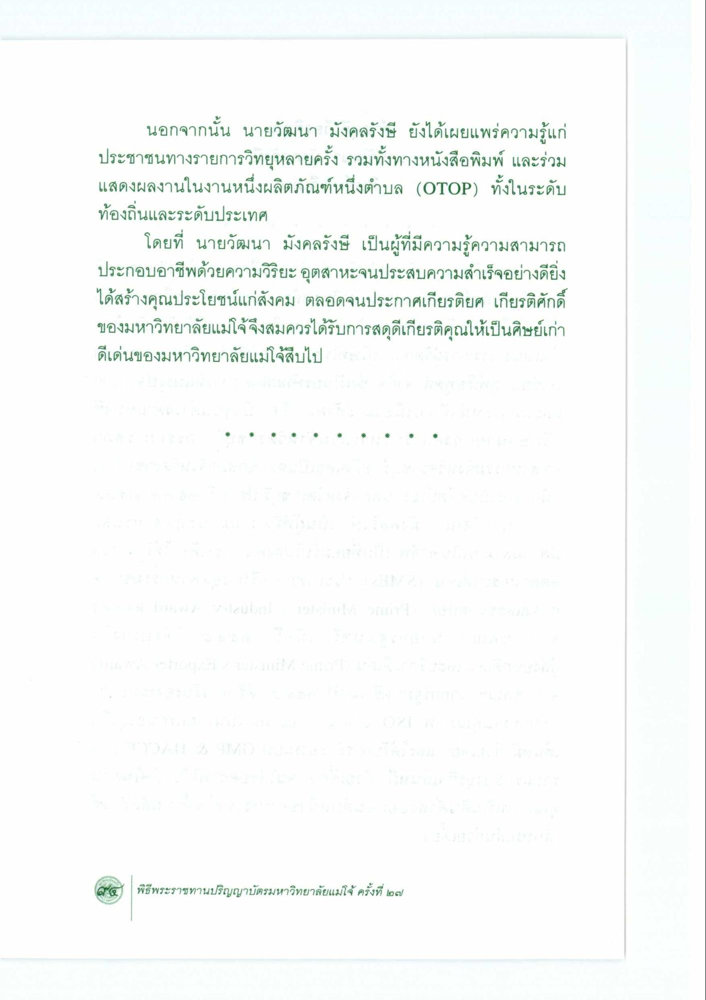 นอกจากนั้น นายวัฒนา มังคลรังษี ยังได้เผยแพร่ความรู้แก่
ประชาชนทางรายการวิทยุหลายครั้ง รวมทั้งทางหนังสือพิมพ์ และร่วม
แสดงผลงานในงานหนึ่งผลิตภัณฑ์หนึ่งตำบล (OTOP) ทั้งในระดับ
ท้องถิ่นและระดับประเทศ
โดยที่ นายวัฒนา มังคลรังษี เป็นผู้ที่มีความรู้ความสามารถ
ประกอบอาชีพด้วยความวิริยะ อุตสาหะจนประสบความสำเร็จอย่างดียิ่ง
ได้สร้างคุณประโยชน์แก่สังคม ตลอดจนประกาศเกียรติยศ เกียรติศักดิ์
ของมหาวิทยาลัยแม่โจ้ จึงสมควรได้รับการสดุดีเกียรติคุณให้เป็นศิษย์เก่า
ดีเด่นของมหาวิทยาลัยแม่โจ้สืบไป
* * * * * * * * * *
๙๔ พิธีพระราชทานปริญญาบัตรมหาวิทยาลัยแม่โจ้ ครั้งที่ ๒๗